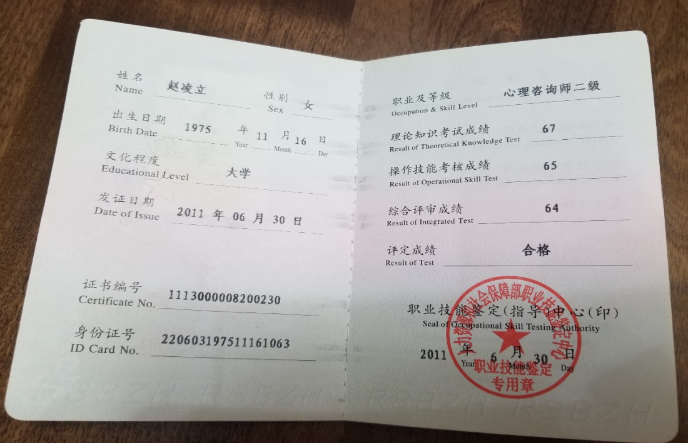 姓名 赵凌立 性别 女
Name Sex
出生日期 1975 年 11 月 16 日
Birth Date Year Month Day
文化程度 大学
Educational Level
发证日期 2011 年 06 月 30 日
Date of Issue
证书编号 1113000008200230
Certificate No.
身份证号 220603197511161063
ID Card No.
职业及等级 心理咨询师二级
Occupation & Skill Level
理论知识考试成绩 67
Result of Theoretical Knowledge Test
操作技能考核成绩 65
Result of Operational Skill Test
综合评审成绩 64
Result of Integrated Test
评定成绩 合格
Result of Test
职业技能鉴定(指导)中心(印)
Seal of Occupational Skill Testing Authority
2011 年 6 月 30 日
Year Month Day
职业技能鉴定
专用章